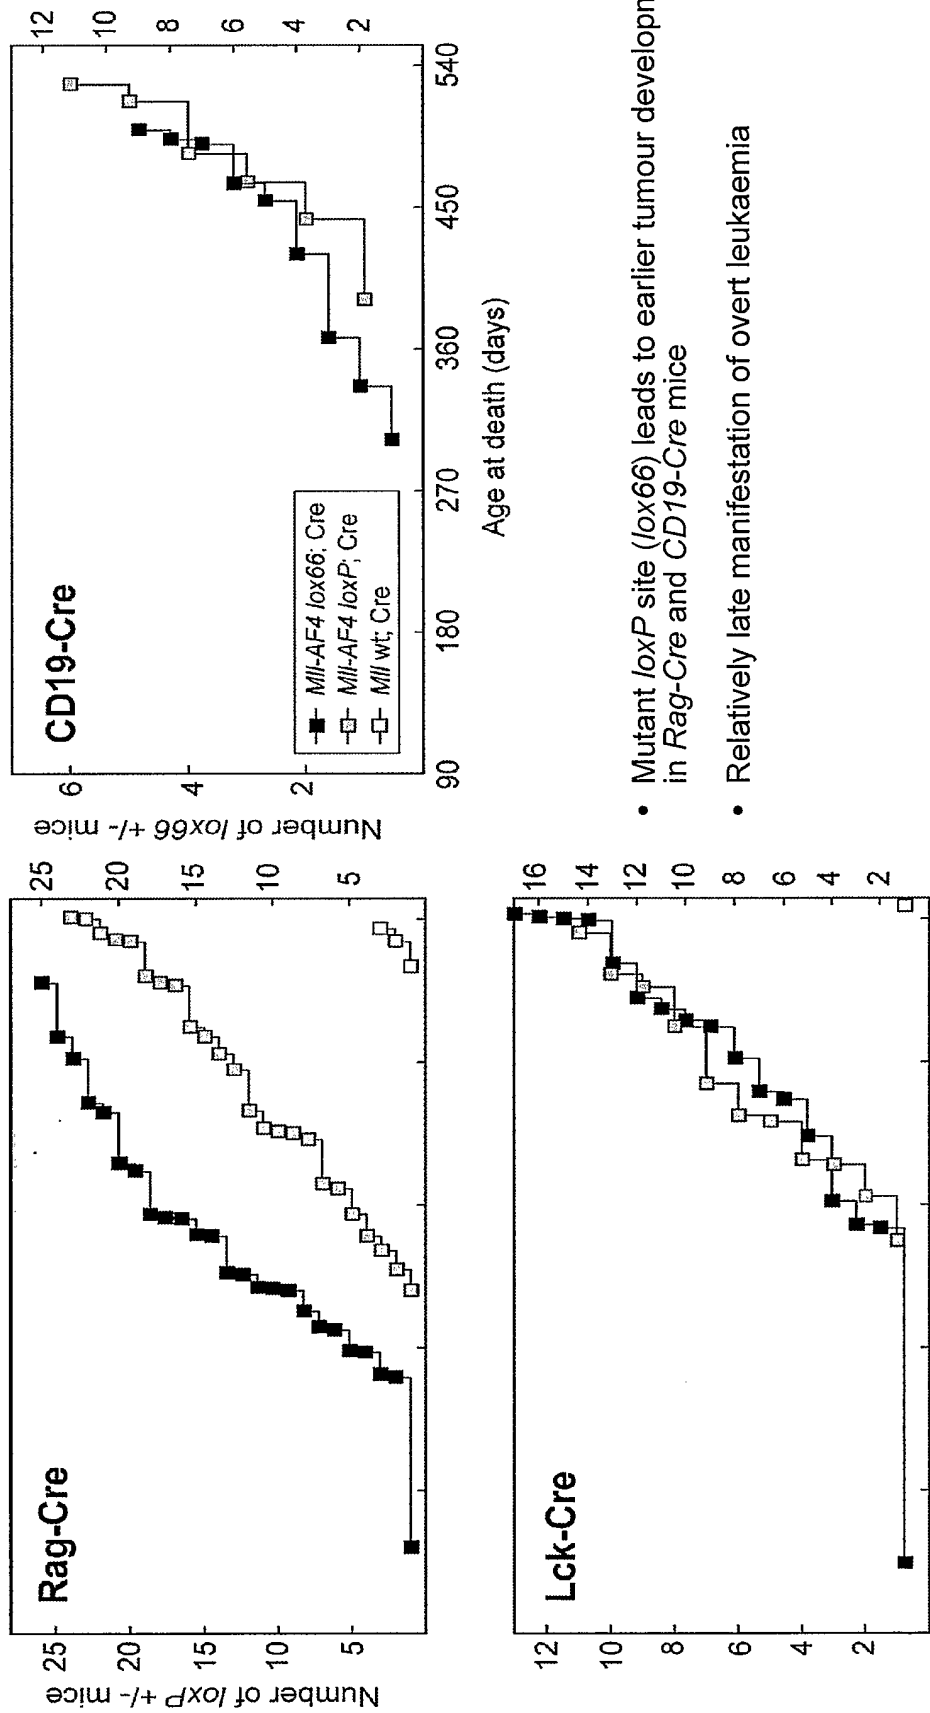 Rag-Cre
Number of loxP +/- mice
25
20
15
10
5
25
20
15
10
5
CD19-Cre
Number of lox66 +/- mice
6
4
2
12
10
8
6
4
2
Mll-AF4 lox66; Cre
Mll-AF4 loxP; Cre
Mll wt; Cre
90 180 270 360 450 540
Age at death (days)
Lck-Cre
12
10
8
6
4
2
16
14
12
10
8
6
4
2
• Mutant loxP site (lox66) leads to earlier tumour
in Rag-Cre and CD19-Cre mice
• Relatively late manifestation of overt leukaemia